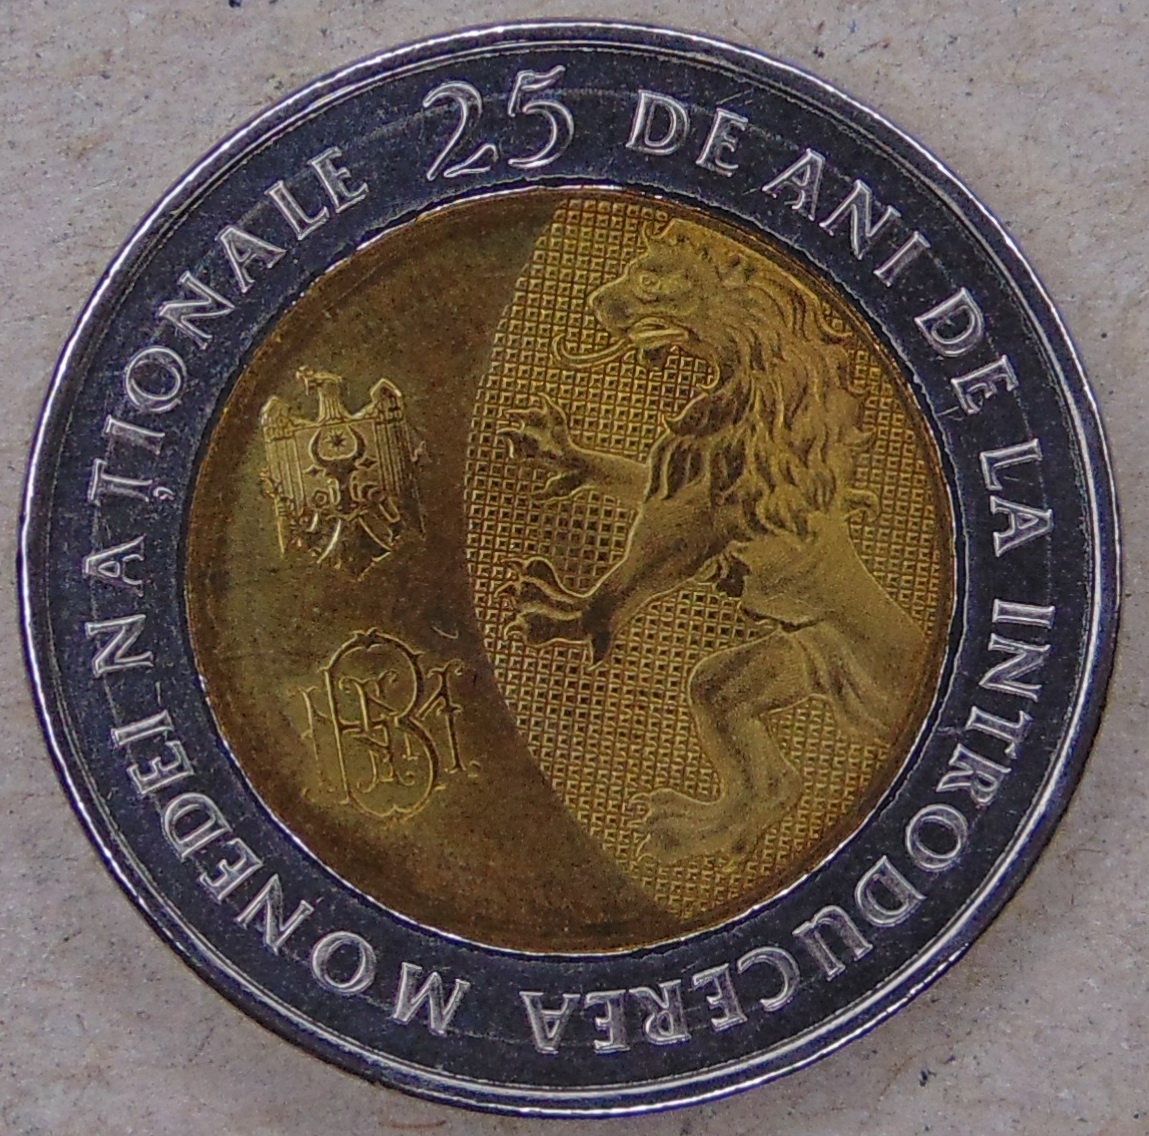 25 DE ANI DE LA INTRODUCEREA MONEDEI NAȚIONALE
BNM